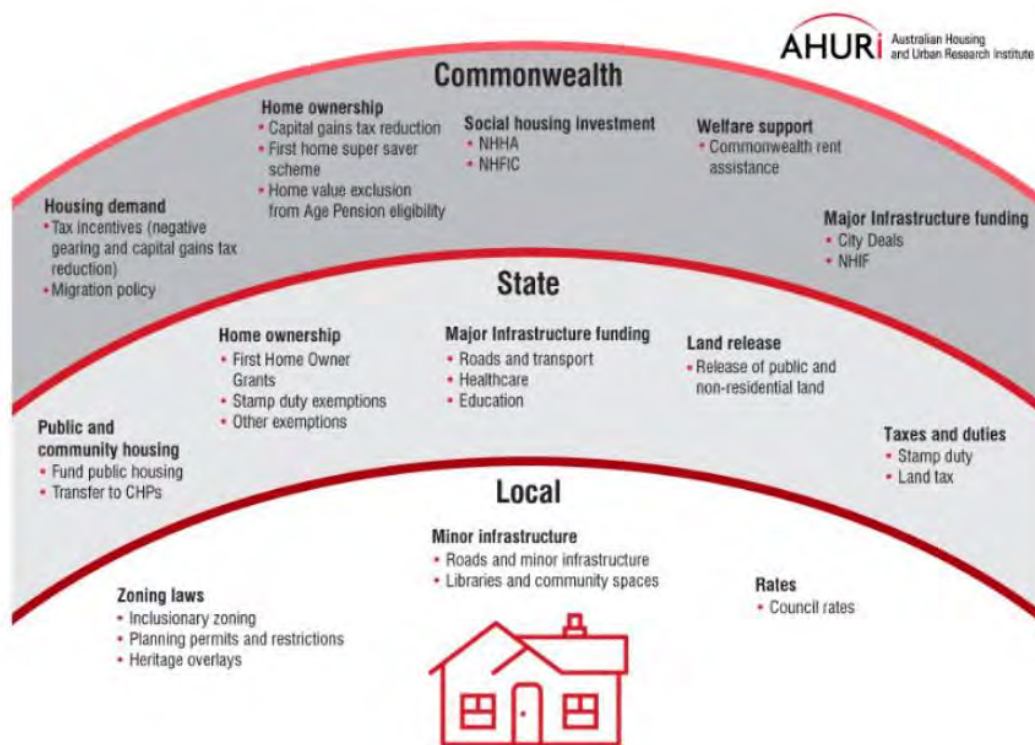 AHURI
Australian Housing
and Urban Research Institute
Commonwealth
Housing demand
• Tax incentives (negative
gearing and capital gains tax
reduction)
• Migration policy
Home ownership
• Capital gains tax reduction
• First home super saver
scheme
• Home value exclusion
from Age Pension eligibility
Social housing investment
• NHHA
• NHFIC
Welfare support
• Commonwealth rent
assistance
Major Infrastructure funding
• City Deals
• NHIF
State
Public and
community housing
• Fund public housing
• Transfer to CHPs
Home ownership
• First Home Owner
Grants
• Stamp duty exemptions
• Other exemptions
Major Infrastructure funding
• Roads and transport
• Healthcare
• Education
Land release
• Release of public and
non-residential land
Taxes and duties
• Stamp duty
• Land tax
Local
Zoning laws
• Inclusionary zoning
• Planning permits and restrictions
• Heritage overlays
Minor infrastructure
• Roads and minor infrastructure
• Libraries and community spaces
Rates
• Council rates